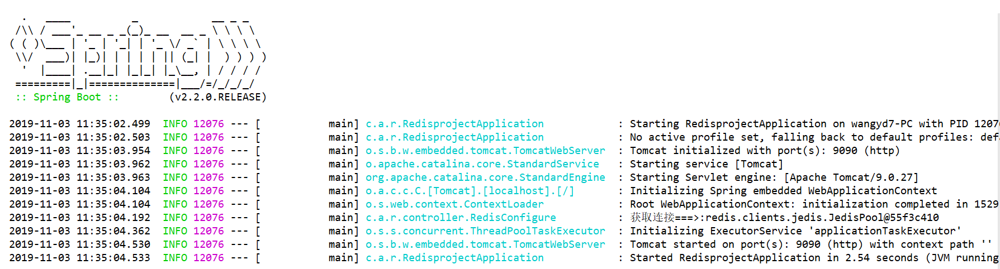 .   ____          _            __ _ _
 /\\ / ___'_ __ _ _(_)_ __  __ _ \ \ \ \
( ( )\___ | '_ | '_| | '_ \/ _` | \ \ \ \
 \\/  ___)| |_)| | | | | || (_| |  ) ) ) )
  '  |____| .__|_| |_|_| |_\__, | / / / /
 =========|_|==============|___/=/_/_/_/
 :: Spring Boot ::        (v2.2.0.RELEASE)
2019-11-03 11:35:02.499  INFO 12076 --- [           main] c.a.r.RedisprojectApplication            : Starting RedisprojectApplication on wangyd7-PC with PID 12076
2019-11-03 11:35:02.503  INFO 12076 --- [           main] c.a.r.RedisprojectApplication            : No active profile set, falling back to default profiles: defa
2019-11-03 11:35:03.954  INFO 12076 --- [           main] o.s.b.w.embedded.tomcat.TomcatWebServer  : Tomcat initialized with port(s): 9090 (http)
2019-11-03 11:35:03.962  INFO 12076 --- [           main] o.apache.catalina.core.StandardService   : Starting service [Tomcat]
2019-11-03 11:35:03.963  INFO 12076 --- [           main] org.apache.catalina.core.StandardEngine  : Starting Servlet engine: [Apache Tomcat/9.0.27]
2019-11-03 11:35:04.104  INFO 12076 --- [           main] o.a.c.c.C.[Tomcat].[localhost].[/]       : Initializing Spring embedded WebApplicationContext
2019-11-03 11:35:04.104  INFO 12076 --- [           main] o.s.web.context.ContextLoader            : Root WebApplicationContext: initialization completed in 1529
2019-11-03 11:35:04.192  INFO 12076 --- [           main] c.a.r.controller.RedisConfigure          : 获取连接===>:redis.clients.jedis.JedisPool@55f3c410
2019-11-03 11:35:04.362  INFO 12076 --- [           main] o.s.s.concurrent.ThreadPoolTaskExecutor  : Initializing ExecutorService 'applicationTaskExecutor'
2019-11-03 11:35:04.530  INFO 12076 --- [           main] o.s.b.w.embedded.tomcat.TomcatWebServer  : Tomcat started on port(s): 9090 (http) with context path ''
2019-11-03 11:35:04.533  INFO 12076 --- [           main] c.a.r.RedisprojectApplication            : Started RedisprojectApplication in 2.54 seconds (JVM running